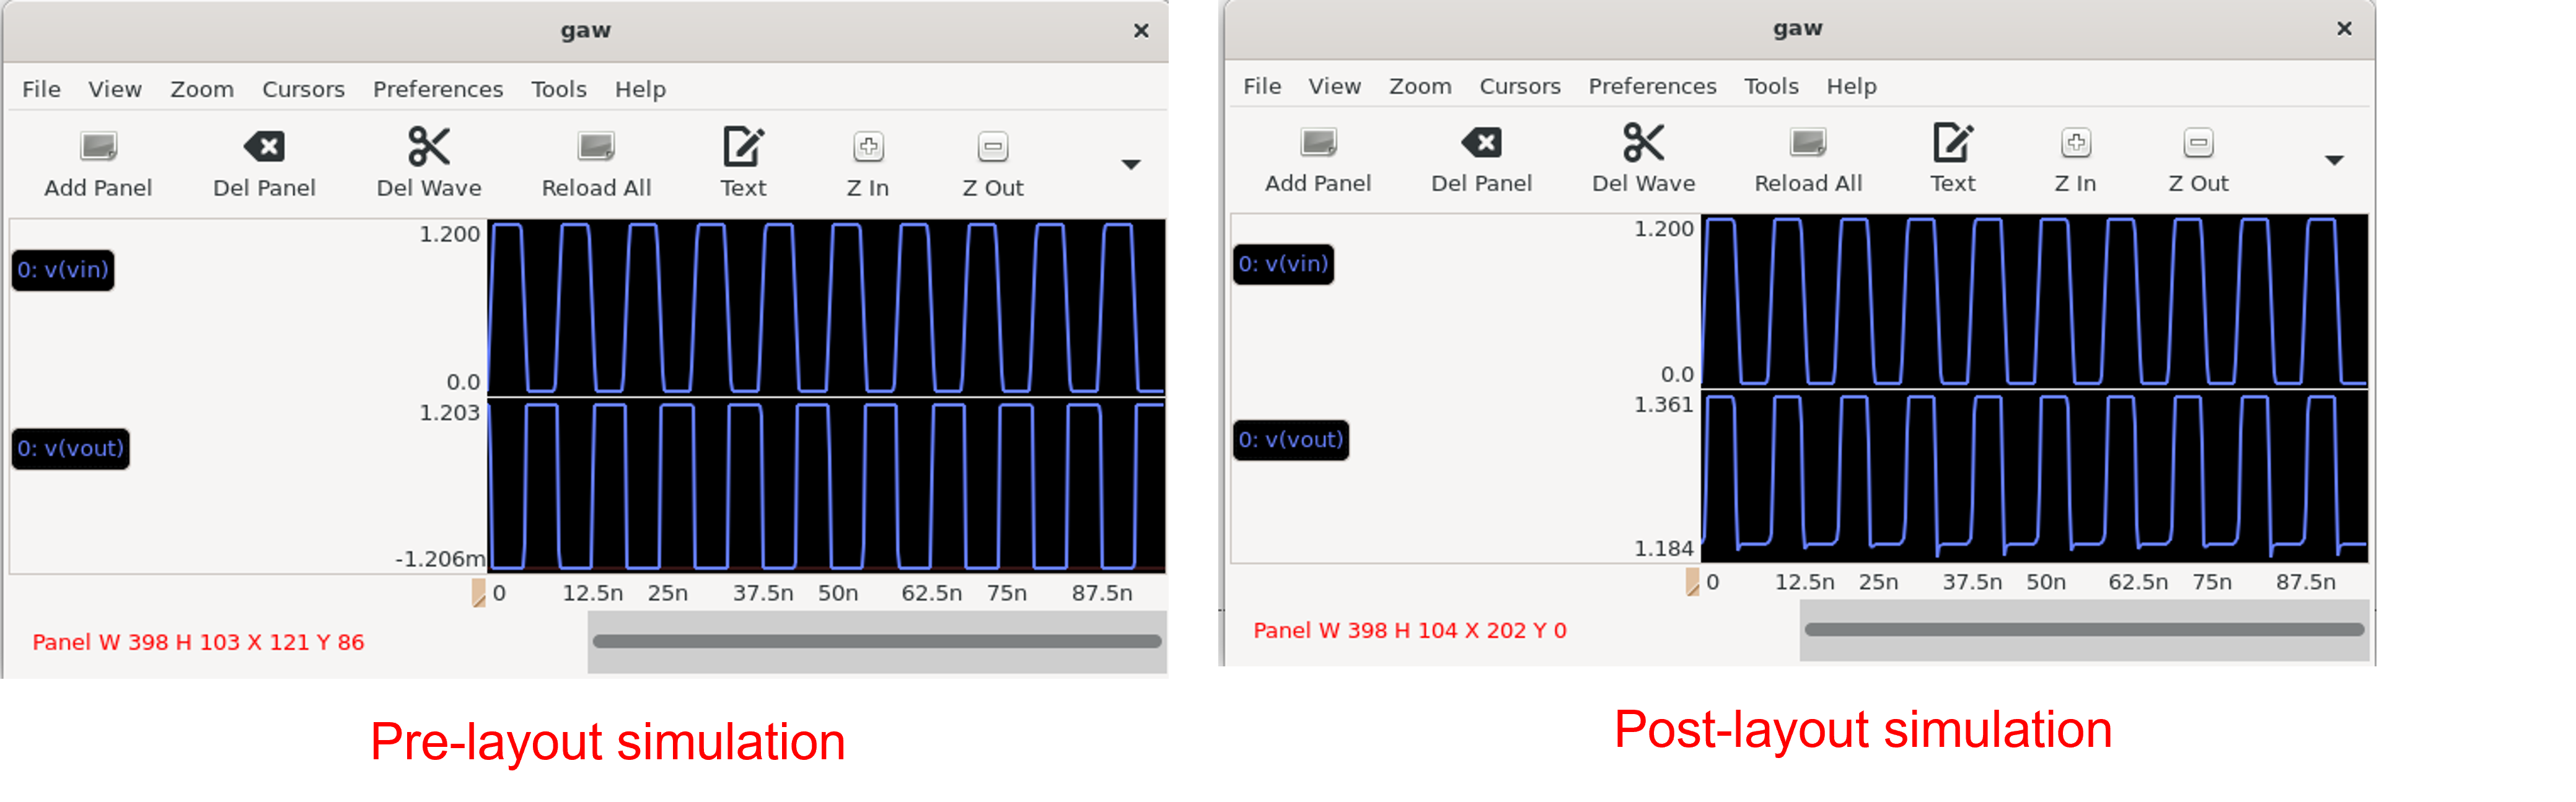 gaw
File View Zoom Cursors Preferences Tools Help
Add Panel Del Panel Del Wave Reload All Text Z In Z Out
1.200
0: v(vin)
0.0
1.203
0: v(vout)
-1.206m
0 12.5n 25n 37.5n 50n 62.5n 75n 87.5n
Panel W 398 H 103 X 121 Y 86
Pre-layout simulation
gaw
File View Zoom Cursors Preferences Tools Help
Add Panel Del Panel Del Wave Reload All Text Z In Z Out
1.200
0: v(vin)
0.0
1.361
0: v(vout)
1.184
0 12.5n 25n 37.5n 50n 62.5n 75n 87.5n
Panel W 398 H 104 X 202 Y 0
Post-layout simulation